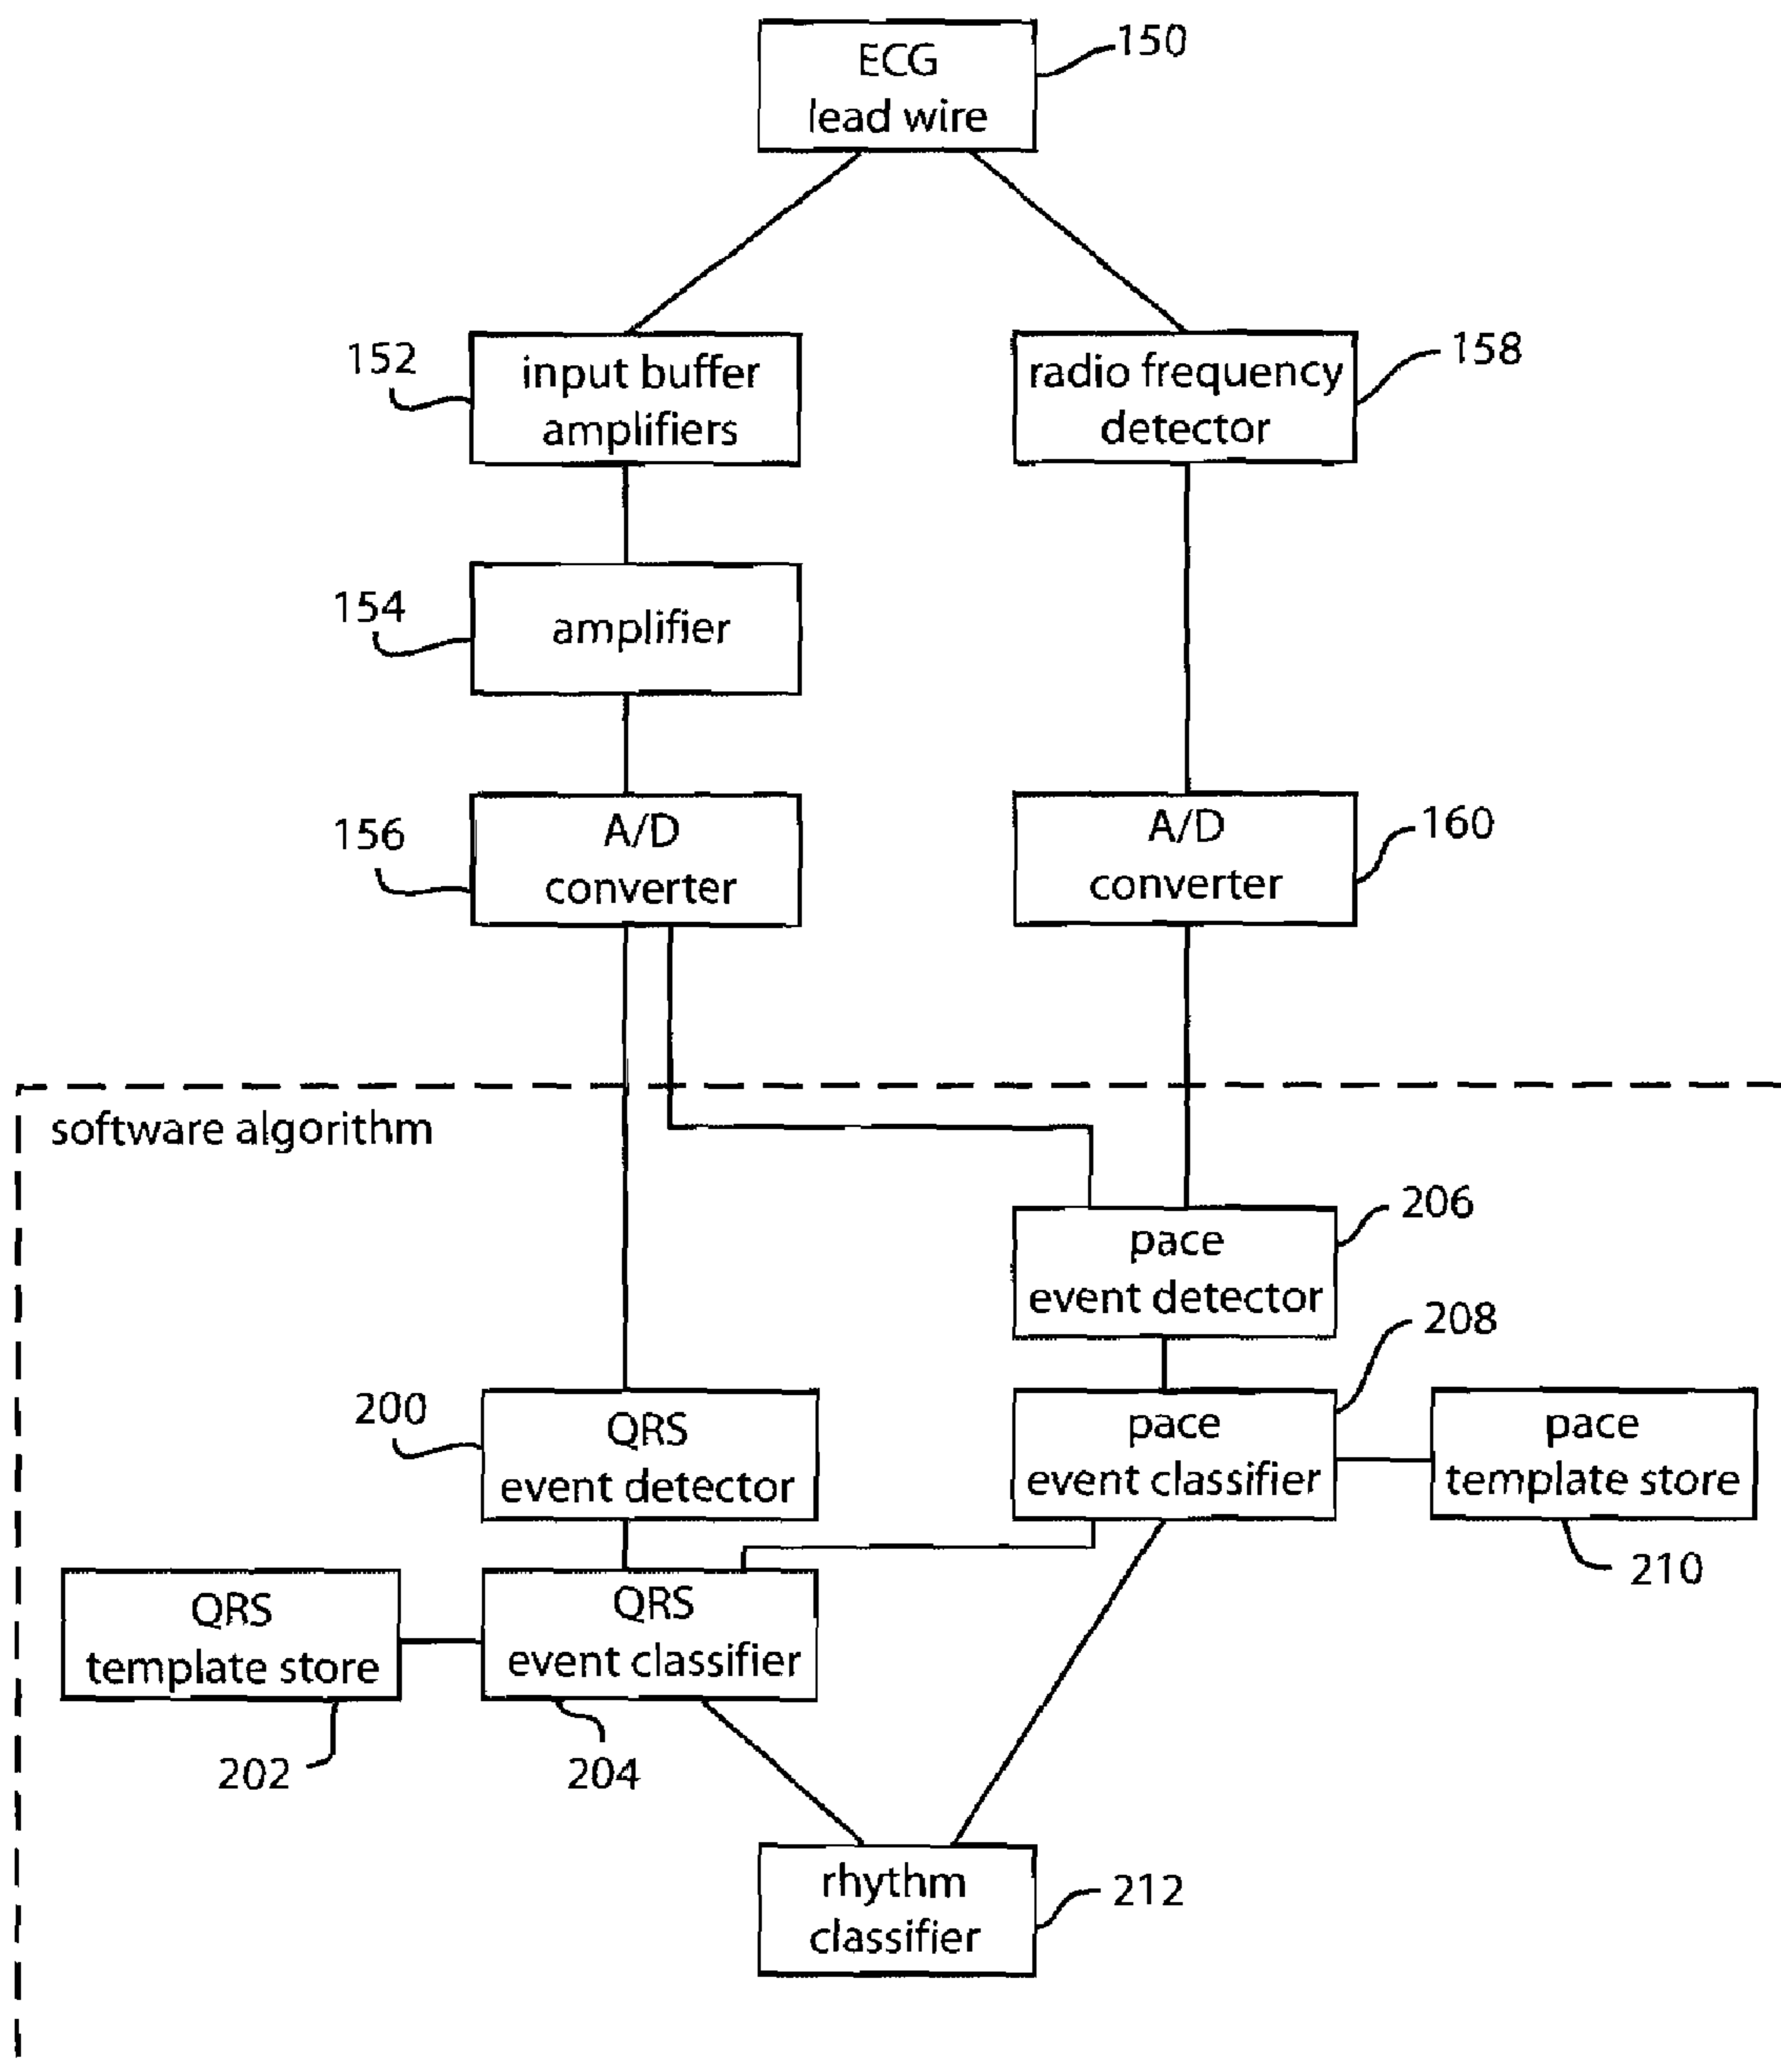 ECG
lead wire
150
152
input buffer
amplifiers
radio frequency
detector
158
154
amplifier
156
A/D
converter
A/D
converter
160
software algorithm
pace
event detector
206
208
200
QRS
event detector
pace
event classifier
pace
template store
210
QRS
template store
QRS
event classifier
202
204
rhythm
classifier
212